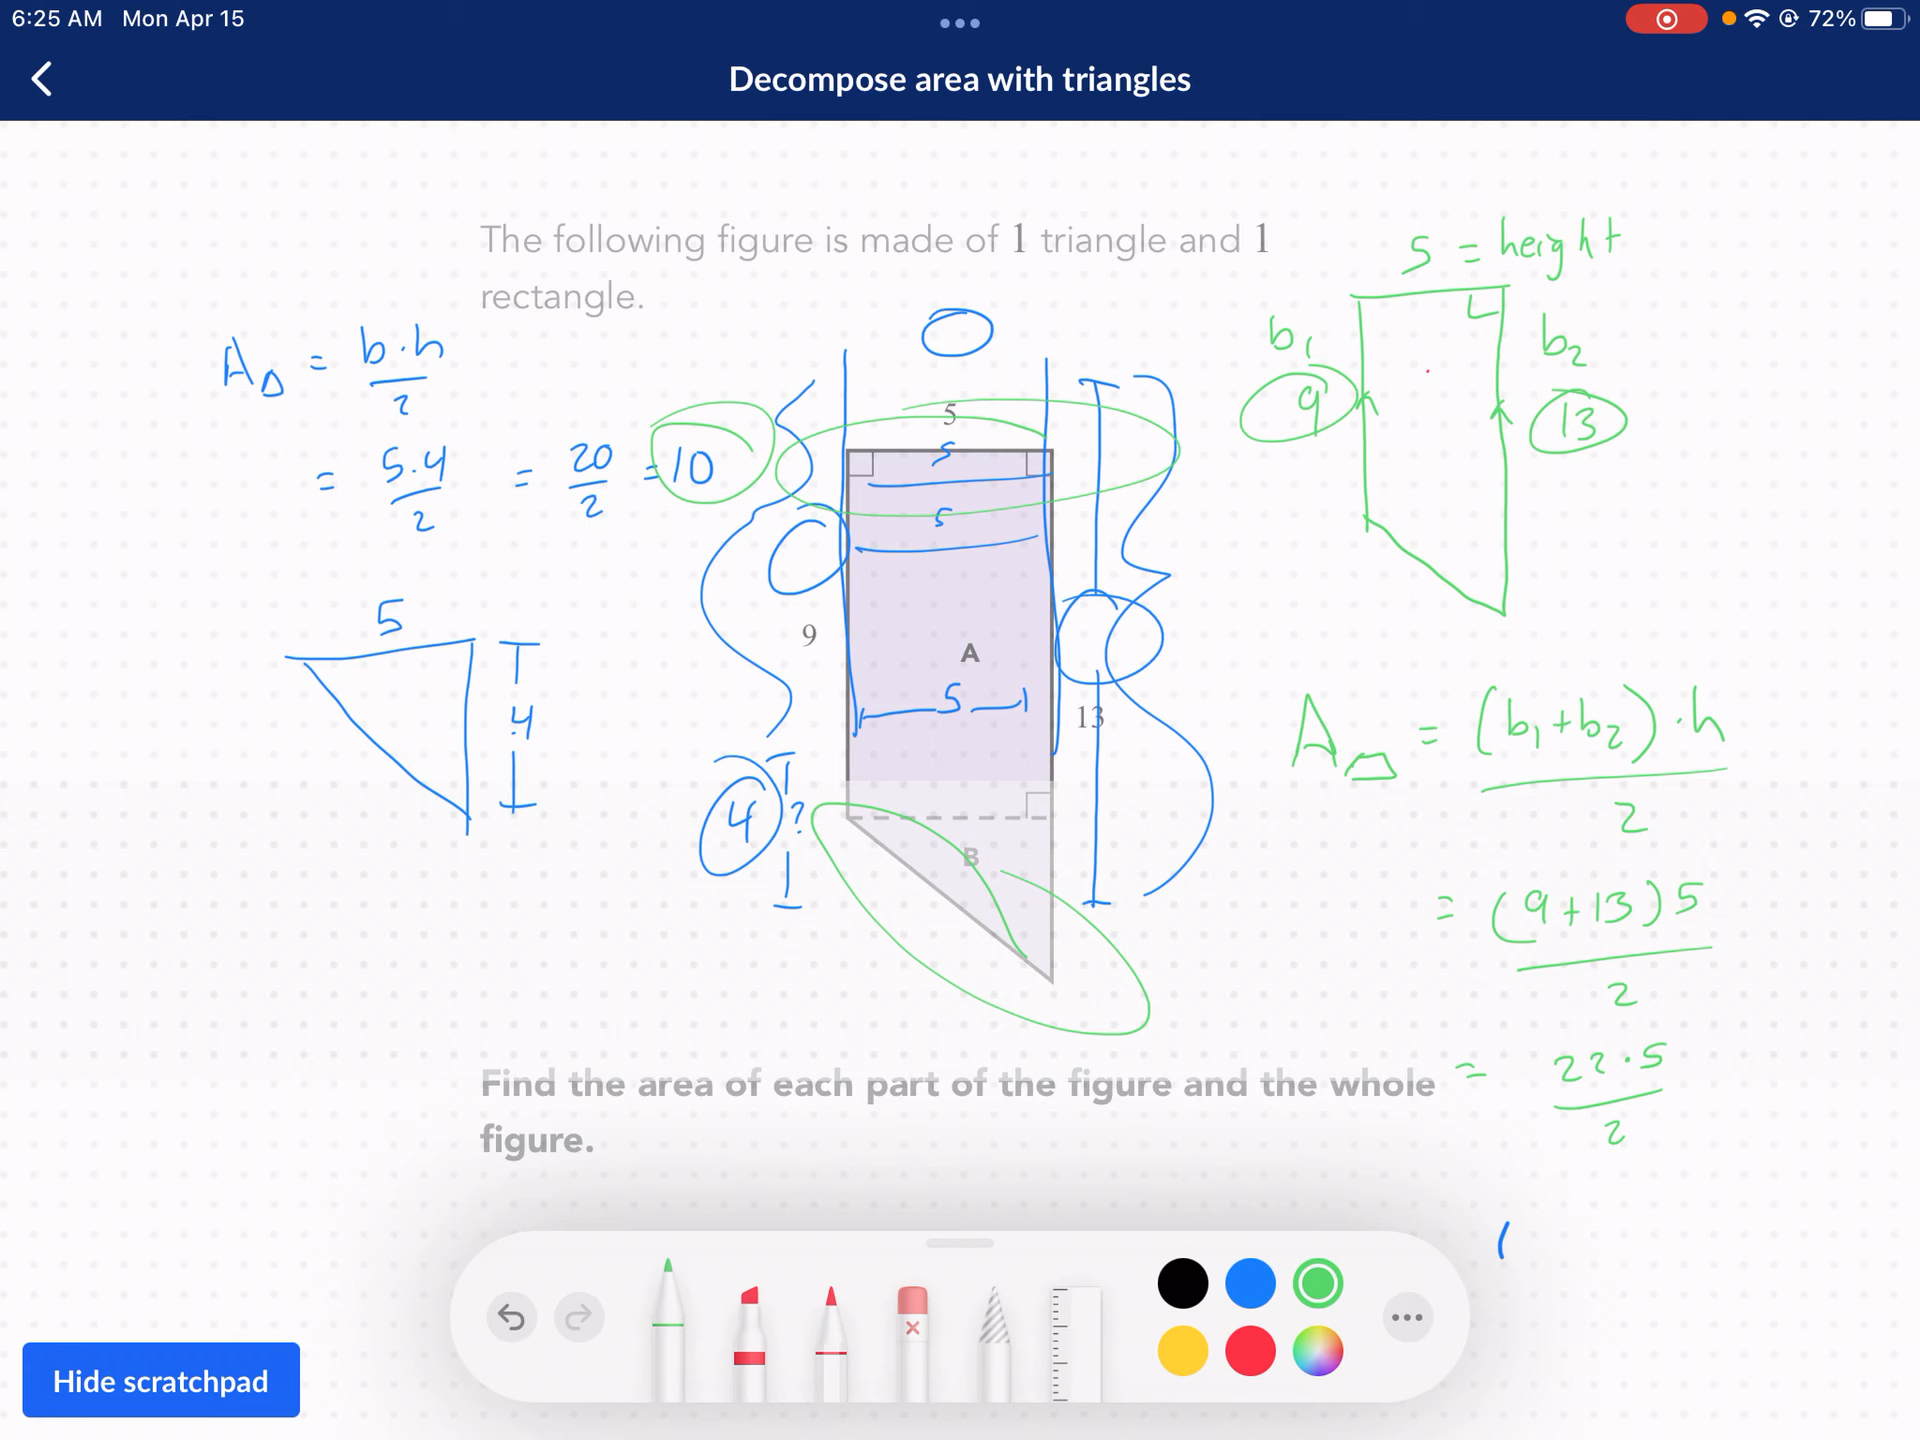 6:25 AM Mon Apr 15
72%
Decompose area with triangles
The following figure is made of 1 triangle and 1
rectangle.
A△ = b·h/2
= 5·4/2 = 20/2 = 10
5
4
5
5
5
9
A
5
13
4
?
B
5 = height
b₁
b₂
9
13
A = (b₁+b₂)·h/2
= (9+13)5/2
= 22·5/2
Find the area of each part of the figure and the whole
figure.
Hide scratchpad